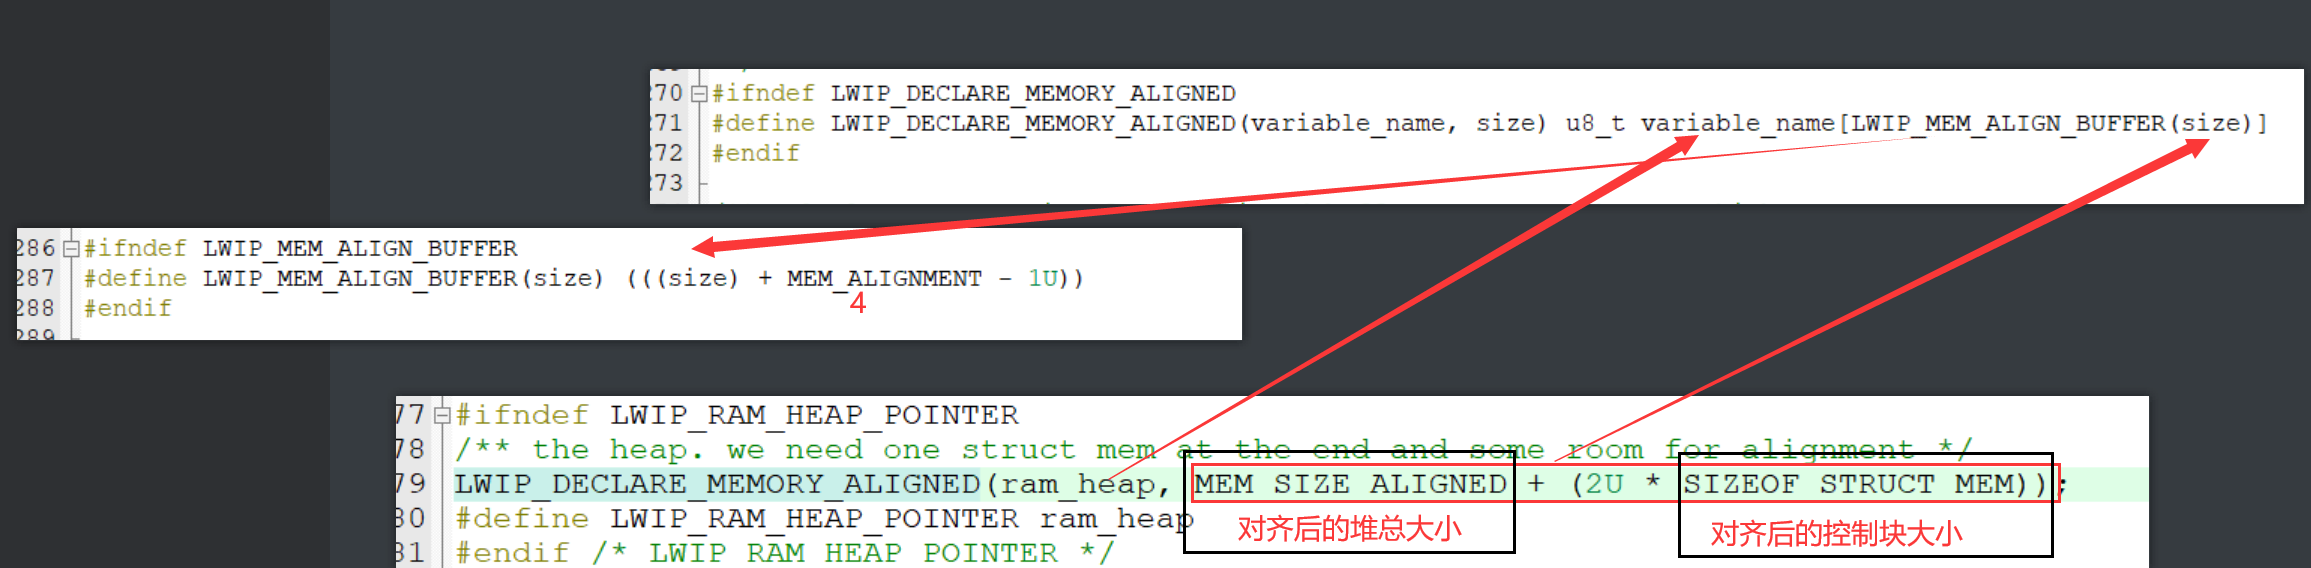 270 #ifndef LWIP_DECLARE_MEMORY_ALIGNED
271 #define LWIP_DECLARE_MEMORY_ALIGNED(variable_name, size) u8_t variable_name[LWIP_MEM_ALIGN_BUFFER(size)]
272 #endif
273
286 #ifndef LWIP_MEM_ALIGN_BUFFER
287 #define LWIP_MEM_ALIGN_BUFFER(size) (((size) + MEM_ALIGNMENT - 1U))
4
288 #endif
289
77 #ifndef LWIP_RAM_HEAP_POINTER
78 /** the heap. we need one struct mem at the end and some room for alignment */
79 LWIP_DECLARE_MEMORY_ALIGNED(ram_heap, MEM_SIZE_ALIGNED + (2U * SIZEOF_STRUCT_MEM));
80 #define LWIP_RAM_HEAP_POINTER ram_heap
对齐后的堆总大小
对齐后的控制块大小
81 #endif /* LWIP_RAM_HEAP_POINTER */